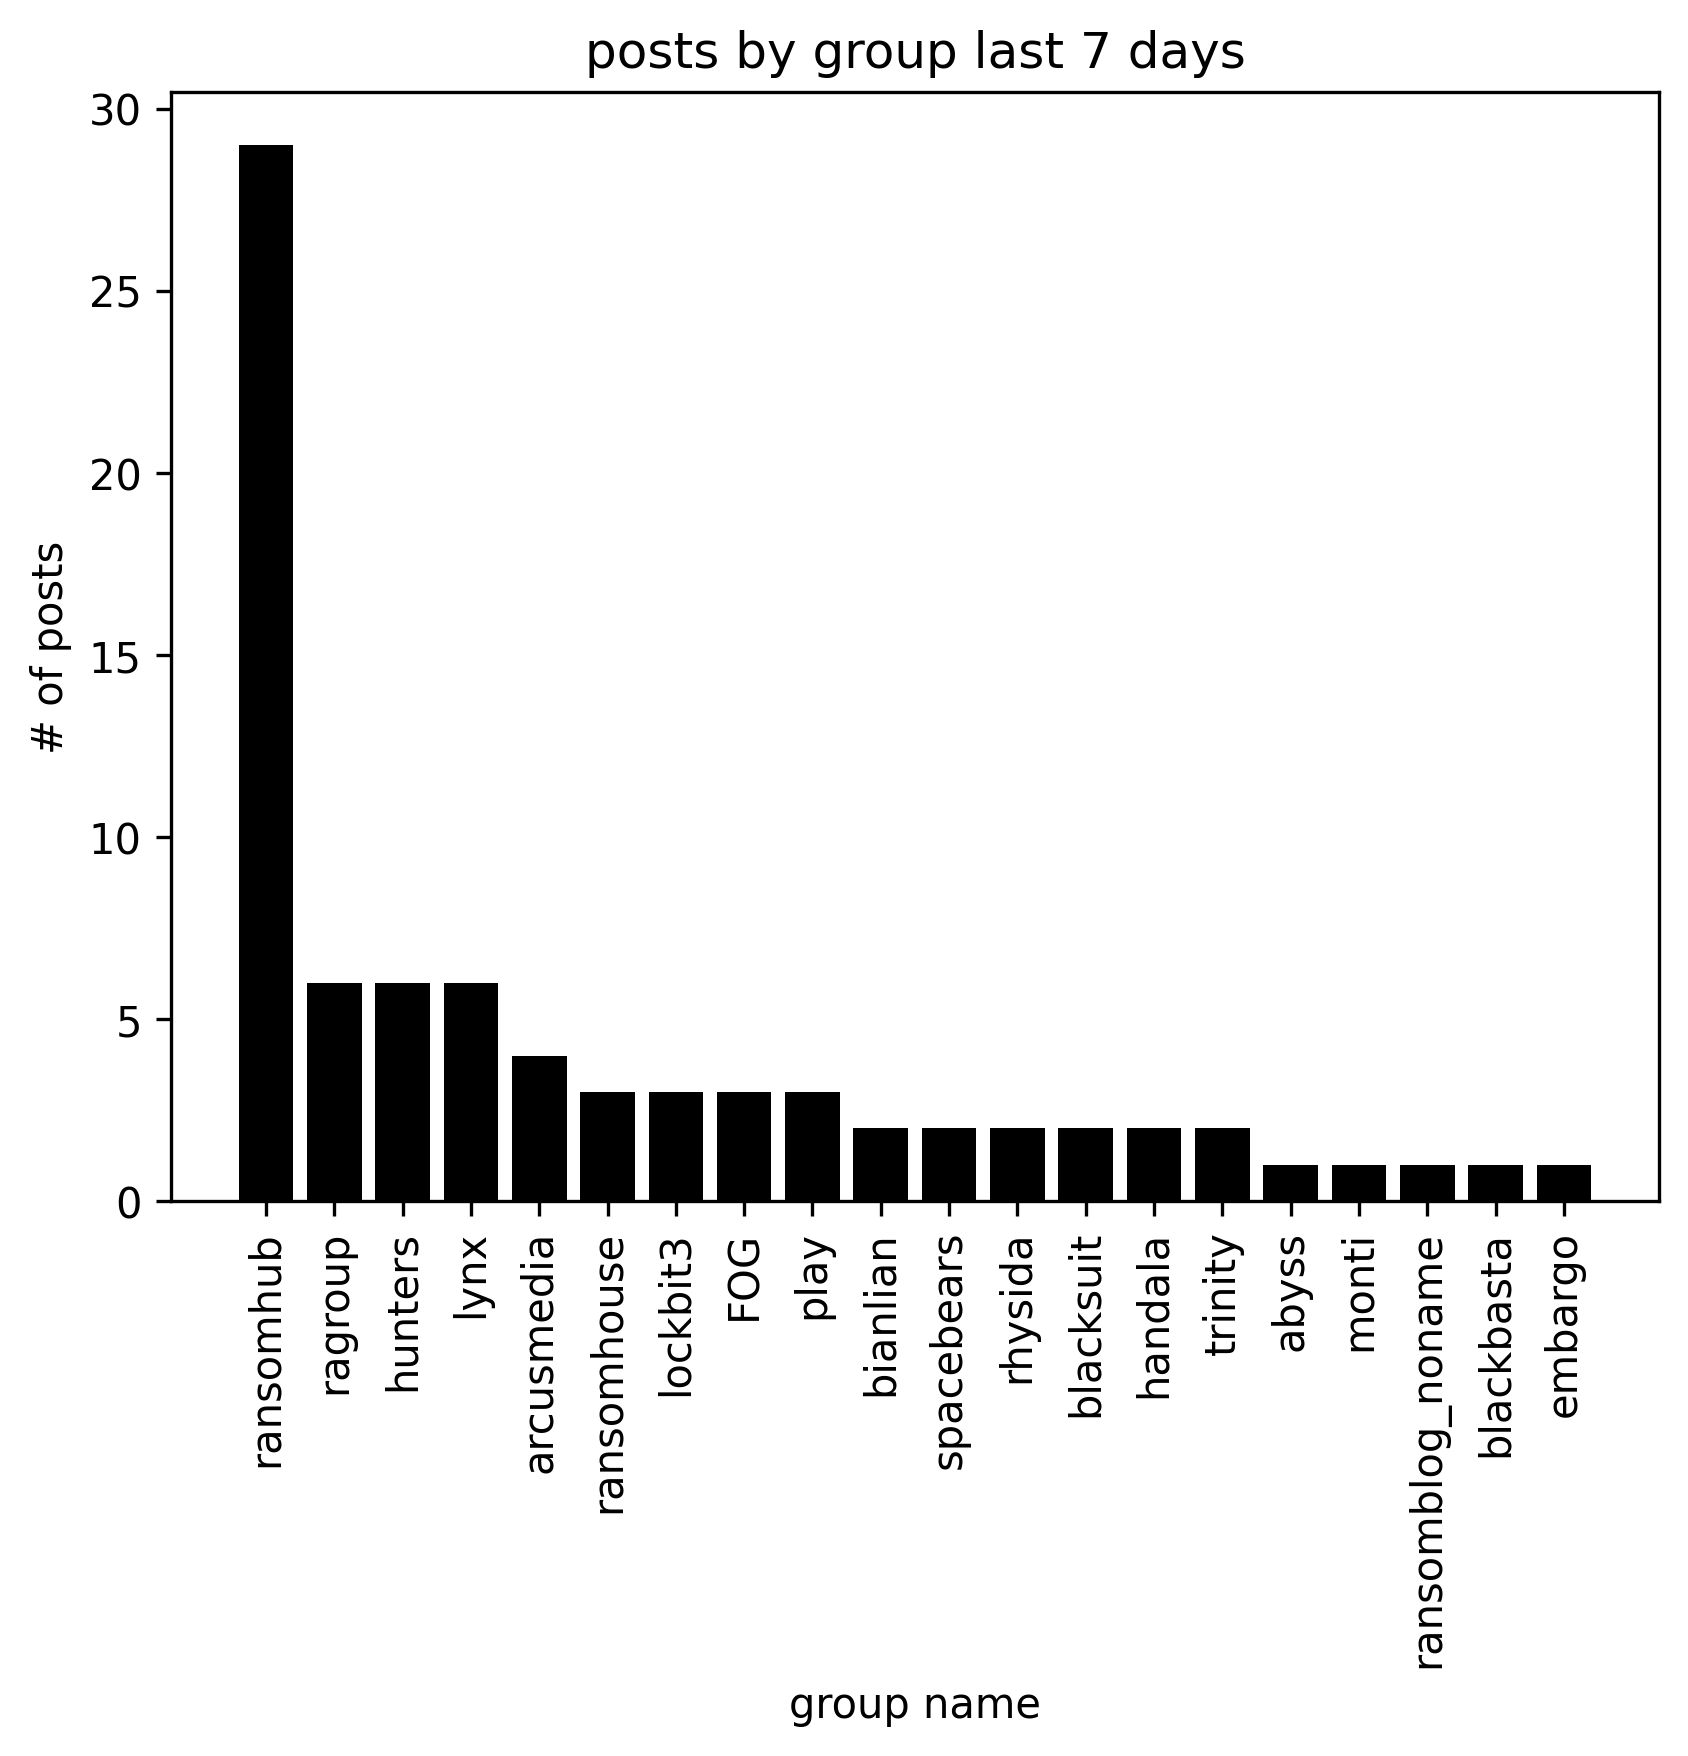 posts by group last 7 days
30
25
20
15
10
5
0
# of posts
ransomhub
ragroup
hunters
lynx
arcusmedia
ransomhouse
lockbit3
FOG
play
bianlian
spacebears
rhysida
blacksuit
handala
trinity
abyss
monti
ransomblog_noname
blackbasta
embargo
group name